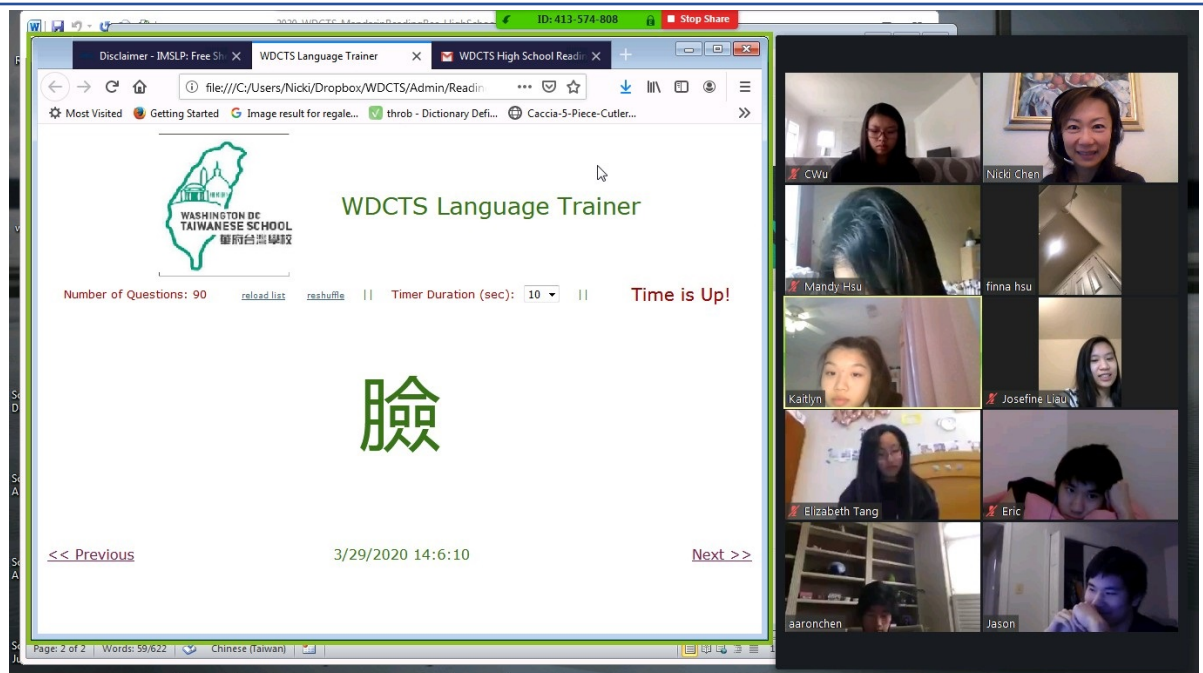 2020_WDCTS_MandarinReadingBee_HighSchoo
ID: 413-574-808
Stop Share
Disclaimer - IMSLP: Free Sh
WDCTS Language Trainer
WDCTS High School Readin
file:///C:/Users/Nicki/Dropbox/WDCTS/Admin/Readin
Most Visited
Getting Started
Image result for regale...
throb - Dictionary Defi...
Caccia-5-Piece-Cutler...
WASHINGTON DC
TAIWANESE SCHOOL
華府台灣學校
WDCTS Language Trainer
Number of Questions: 90
reload list
reshuffle
||
Timer Duration (sec):
10
||
Time is Up!
臉
<< Previous
3/29/2020 14:6:10
Next >>
Page: 2 of 2
Words: 59/622
Chinese (Taiwan)
CWu
Nicki Chen
Mandy Hsu
finna hsu
Kaitlyn
Josefine Liau
Elizabeth Tang
Eric
aaronchen
Jason